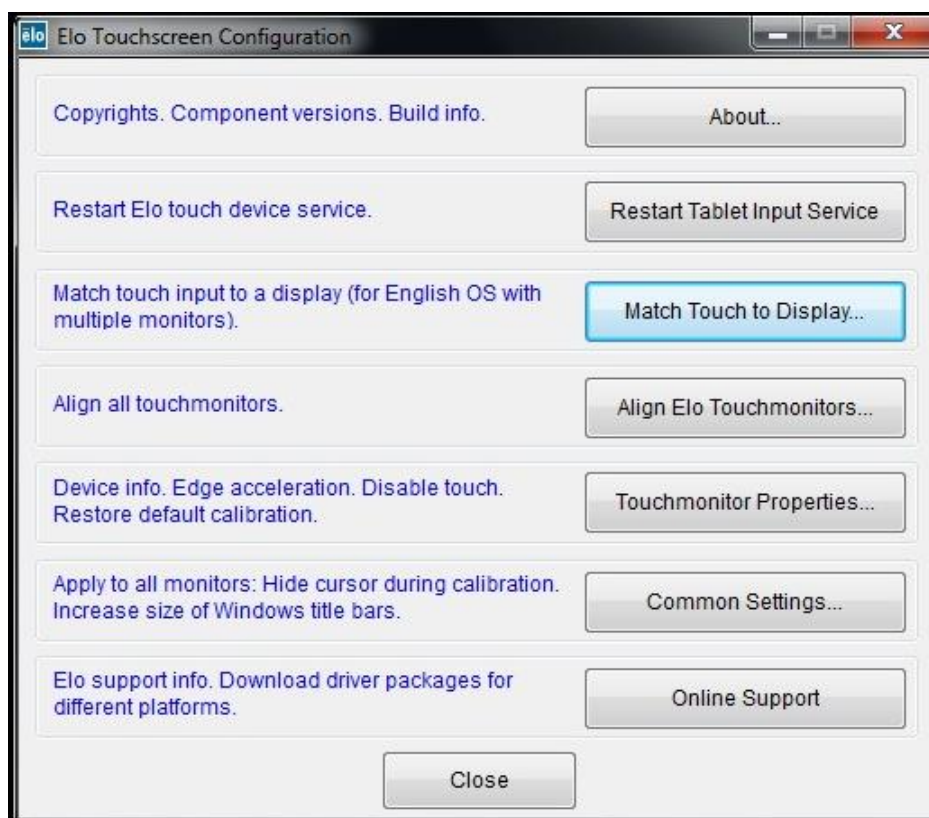 elo Elo Touchscreen Configuration
Copyrights. Component versions. Build info.
About...
Restart Elo touch device service.
Restart Tablet Input Service
Match touch input to a display (for English OS with
multiple monitors).
Match Touch to Display...
Align all touchmonitors.
Align Elo Touchmonitors...
Device info. Edge acceleration. Disable touch.
Restore default calibration.
Touchmonitor Properties...
Apply to all monitors: Hide cursor during calibration.
Increase size of Windows title bars.
Common Settings...
Elo support info. Download driver packages for
different platforms.
Online Support
Close